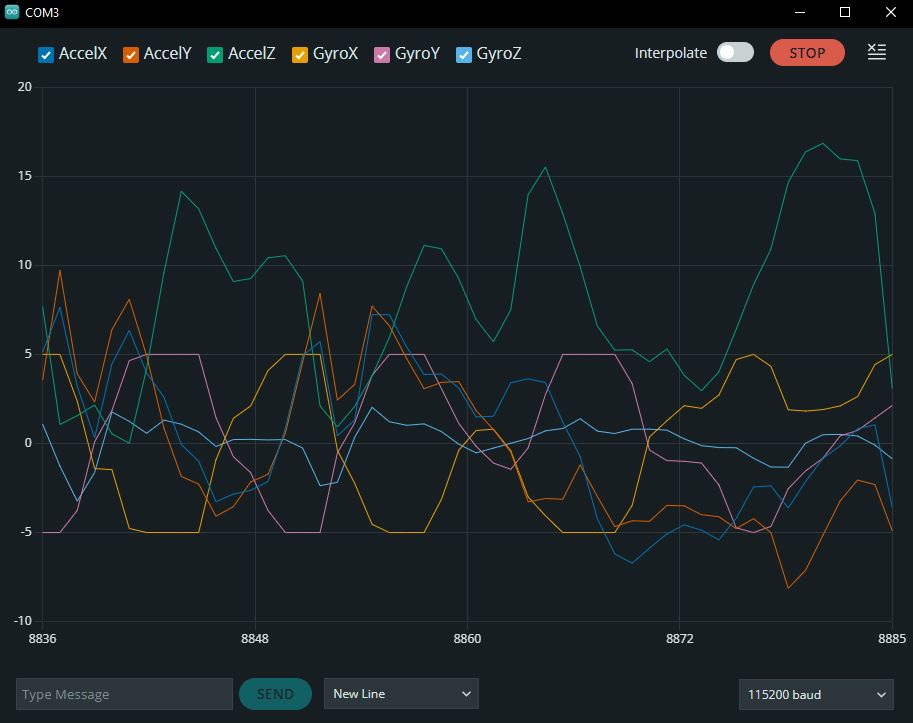 COM3
AccelX AccelY AccelZ GyroX GyroY GyroZ Interpolate STOP
20
15
10
5
0
-5
-10
8836 8848 8860 8872 8885
Type Message SEND New Line 115200 baud